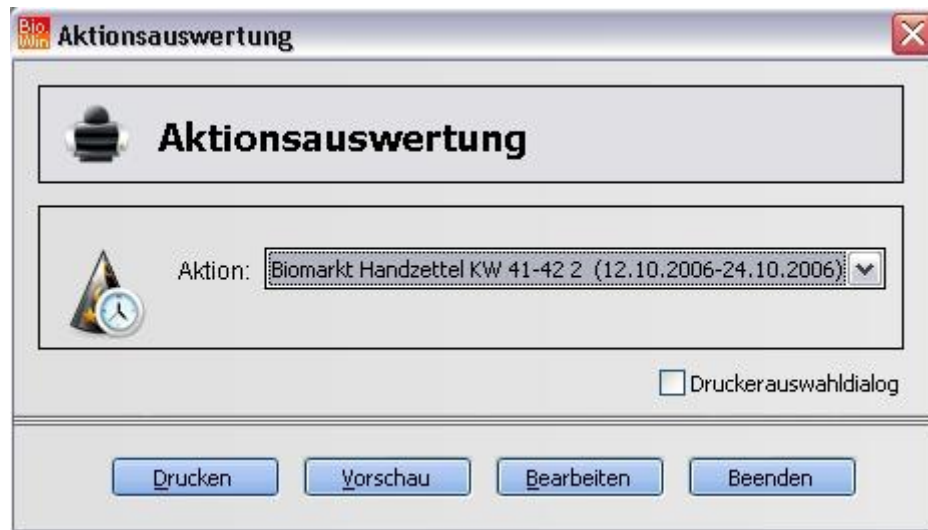 Bio
Win Aktionsauswertung
Aktionsauswertung
Aktion: Biomarkt Handzettel KW 41-42 2 (12.10.2006-24.10.2006)
Druckerauswahldialog
Drucken Vorschau Bearbeiten Beenden